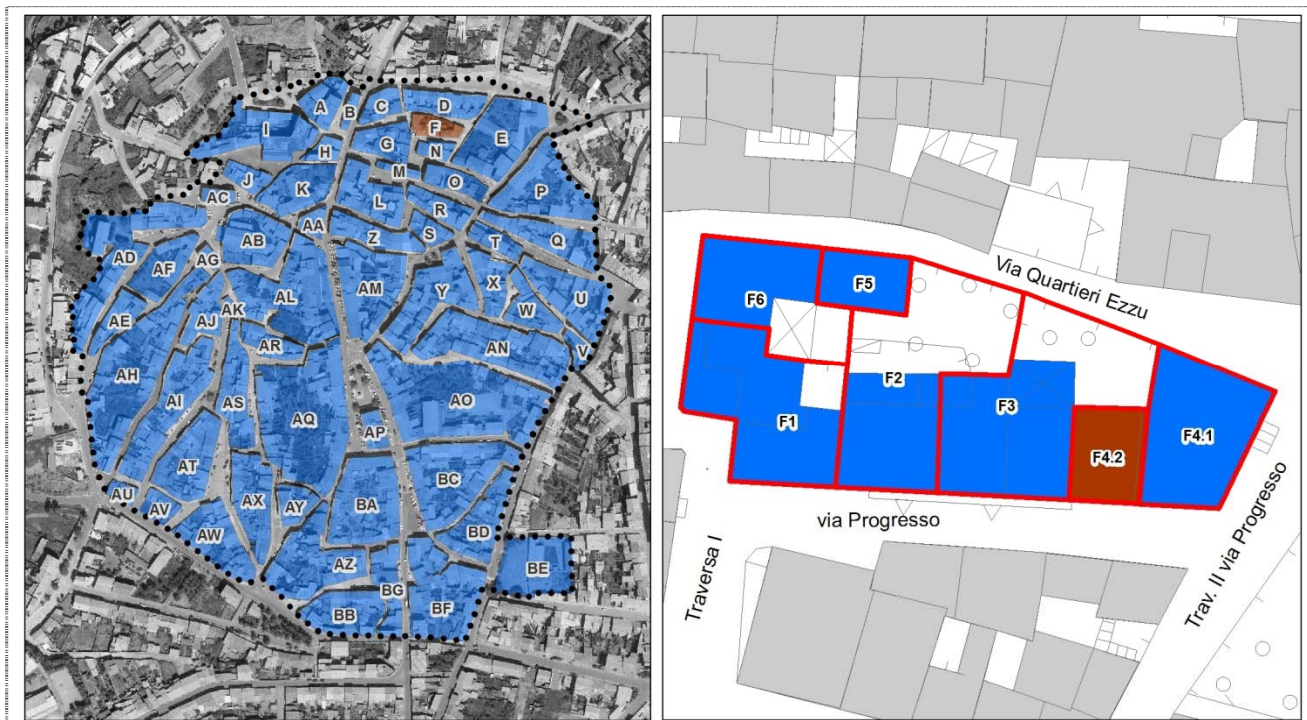 A
B
C
D
F
I
G
E
H
N
M
J
K
O
P
AC
L
R
AA
AB
Z
S
T
Q
AD
AF
AG
X
AL
AM
Y
U
AK
W
AE
AJ
AR
AN
V
AH
AI
AS
AQ
AO
AP
AT
BC
AU
AV
AX
AY
BA
AW
BD
AZ
BE
BG
BB
BF
Via Quartieri Ezzu
F5
F6
F2
F3
F1
F4.1
F4.2
via Progresso
Traversa I
Trav. II via Progresso